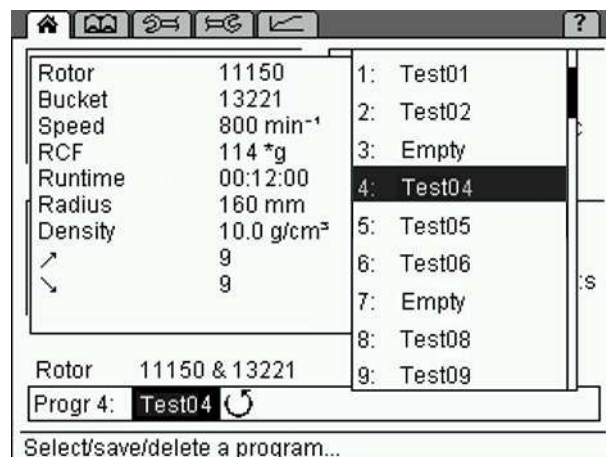 ?
Rotor 11150
Bucket 13221
Speed 800 min⁻¹
RCF 114 *g
Runtime 00:12:00
Radius 160 mm
Density 10.0 g/cm³
↗ 9
↘ 9
1: Test01
2: Test02
3: Empty
4: Test04
5: Test05
6: Test06
7: Empty
8: Test08
9: Test09
:s
Rotor 11150 & 13221
Progr 4: Test04
Select/save/delete a program...